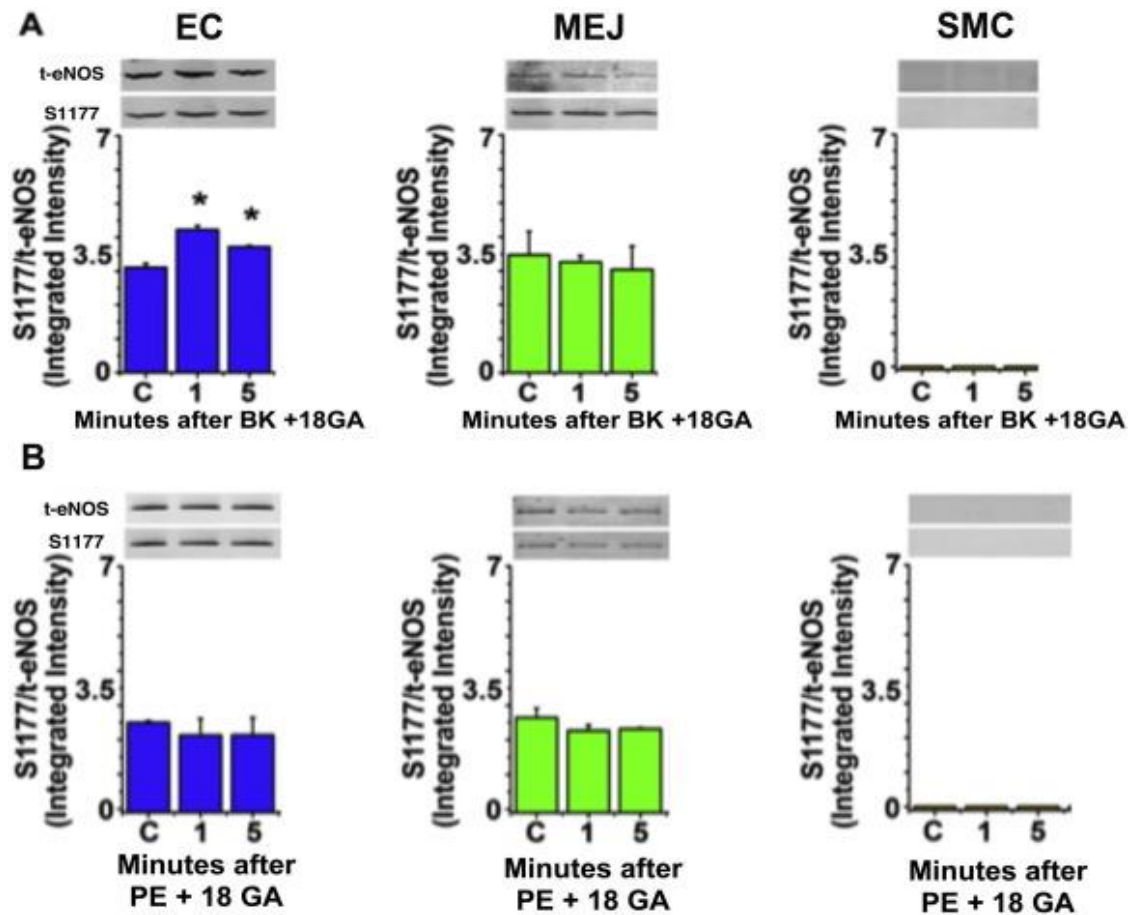 A
EC
MEJ
SMC
t-eNOS
S1177
S1177/t-eNOS
(Integrated Intensity)
7
3.5
0
*
*
C 1 5
Minutes after BK +18GA
S1177/t-eNOS
(Integrated Intensity)
7
3.5
0
C 1 5
Minutes after BK +18GA
S1177/t-eNOS
(Integrated Intensity)
7
3.5
0
C 1 5
Minutes after BK +18GA
B
t-eNOS
S1177
S1177/t-eNOS
(Integrated Intensity)
7
3.5
0
C 1 5
Minutes after
PE + 18 GA
S1177/t-eNOS
(Integrated Intensity)
7
3.5
0
C 1 5
Minutes after
PE + 18 GA
S1177/t-eNOS
(Integrated Intensity)
7
3.5
0
C 1 5
Minutes after
PE + 18 GA